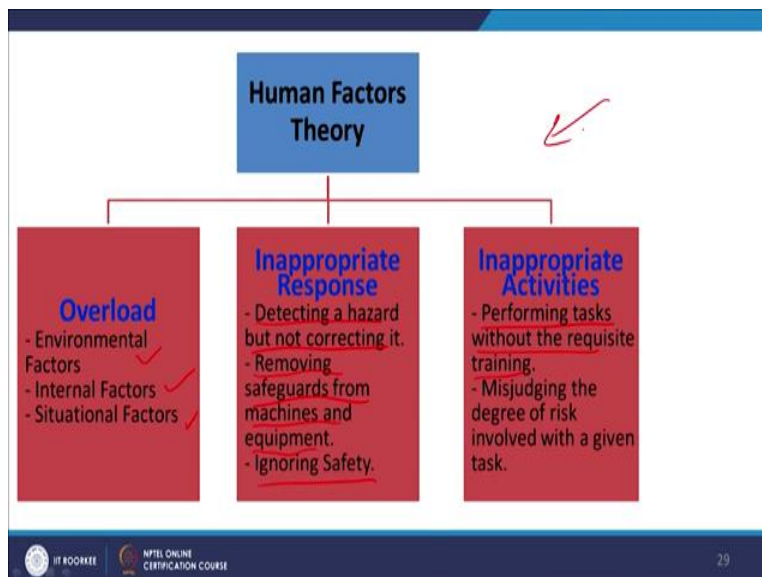 Human Factors
Theory
Overload
- Environmental
Factors
- Internal Factors
- Situational Factors
Inappropriate
Response
- Detecting a hazard
but not correcting it.
- Removing
safeguards from
machines and
equipment.
- Ignoring Safety.
Inappropriate
Activities
- Performing tasks
without the requisite
training.
- Misjudging the
degree of risk
involved with a given
task.
IIT ROORKEE
NPTEL ONLINE
CERTIFICATION COURSE
29